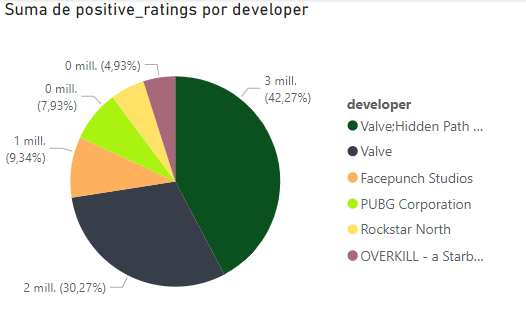 Suma de positive_ratings por developer
0 mill. (4,93%)
3 mill.
(42,27%)
0 mill.
(7,93%)
1 mill.
(9,34%)
2 mill. (30,27%)
developer
Valve;Hidden Path ...
Valve
Facepunch Studios
PUBG Corporation
Rockstar North
OVERKILL - a Starb...